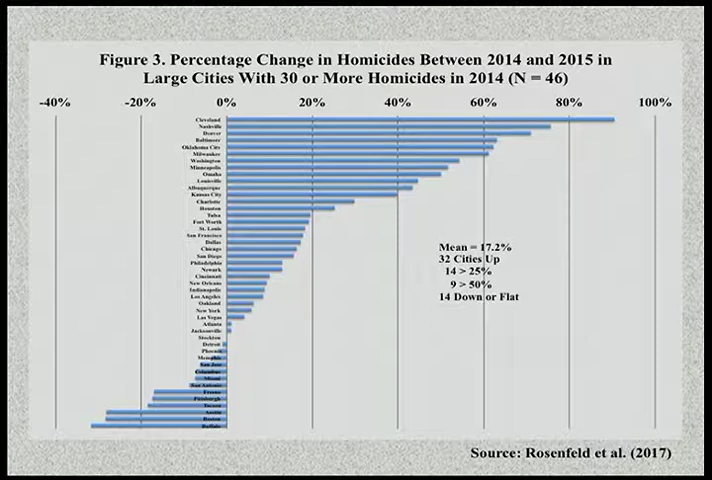 Figure 3. Percentage Change in Homicides Between 2014 and 2015 in
Large Cities With 30 or More Homicides in 2014 (N = 46)
-40% -20% 0% 20% 40% 60% 80% 100%
Cleveland
Nashville
Denver
Baltimore
Oklahoma City
Milwaukee
Washington
Minneapolis
Omaha
Louisville
Albuquerque
Kansas City
Charlotte
Houston
Tulsa
Fort Worth
St. Louis
San Francisco
Dallas
Chicago
San Diego
Philadelphia
Newark
Cincinnati
New Orleans
Indianapolis
Los Angeles
Oakland
New York
Las Vegas
Atlanta
Jacksonville
Stockton
Detroit
Phoenix
Memphis
San Jose
Columbus
Miami
San Antonio
Fresno
Pittsburgh
Tucson
Austin
Boston
Buffalo
Mean = 17.2%
32 Cities Up
14 > 25%
9 > 50%
14 Down or Flat
Source: Rosenfeld et al. (2017)